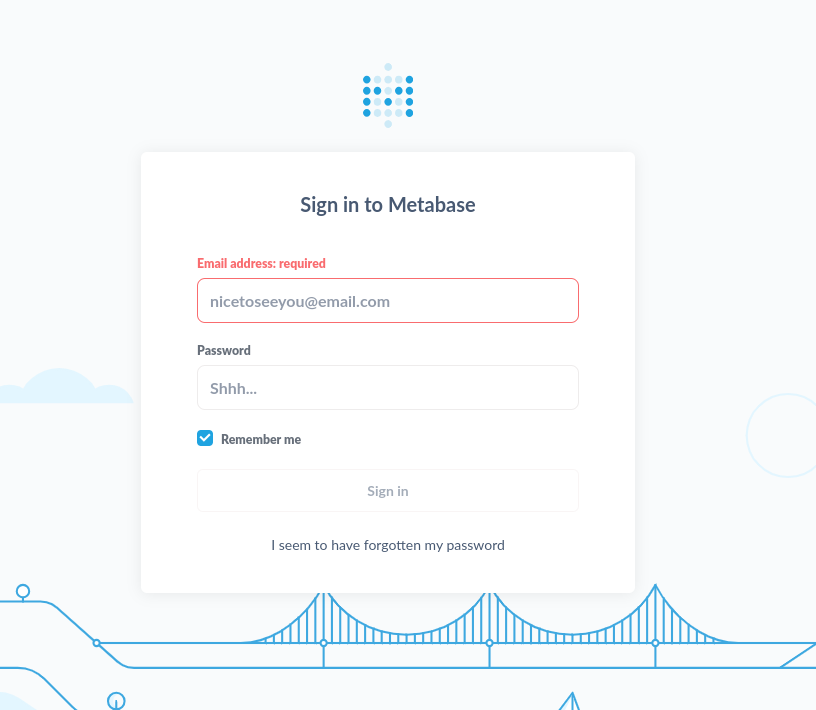 Sign in to Metabase
Email address: required
nicetoseeyou@email.com
Password
Shhh...
Remember me
Sign in
I seem to have forgotten my password